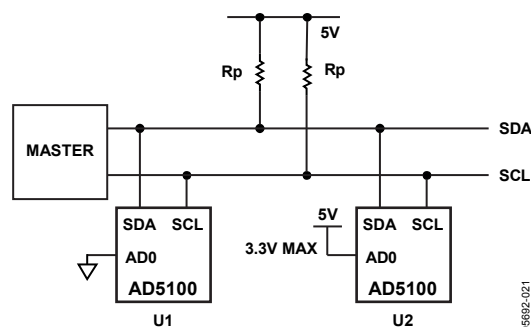 5V
Rp
Rp
SDA
MASTER
SCL
SDA
SCL
SDA
SCL
5V
3.3V MAX
AD0
AD0
AD5100
AD5100
U1
U2
5692-021